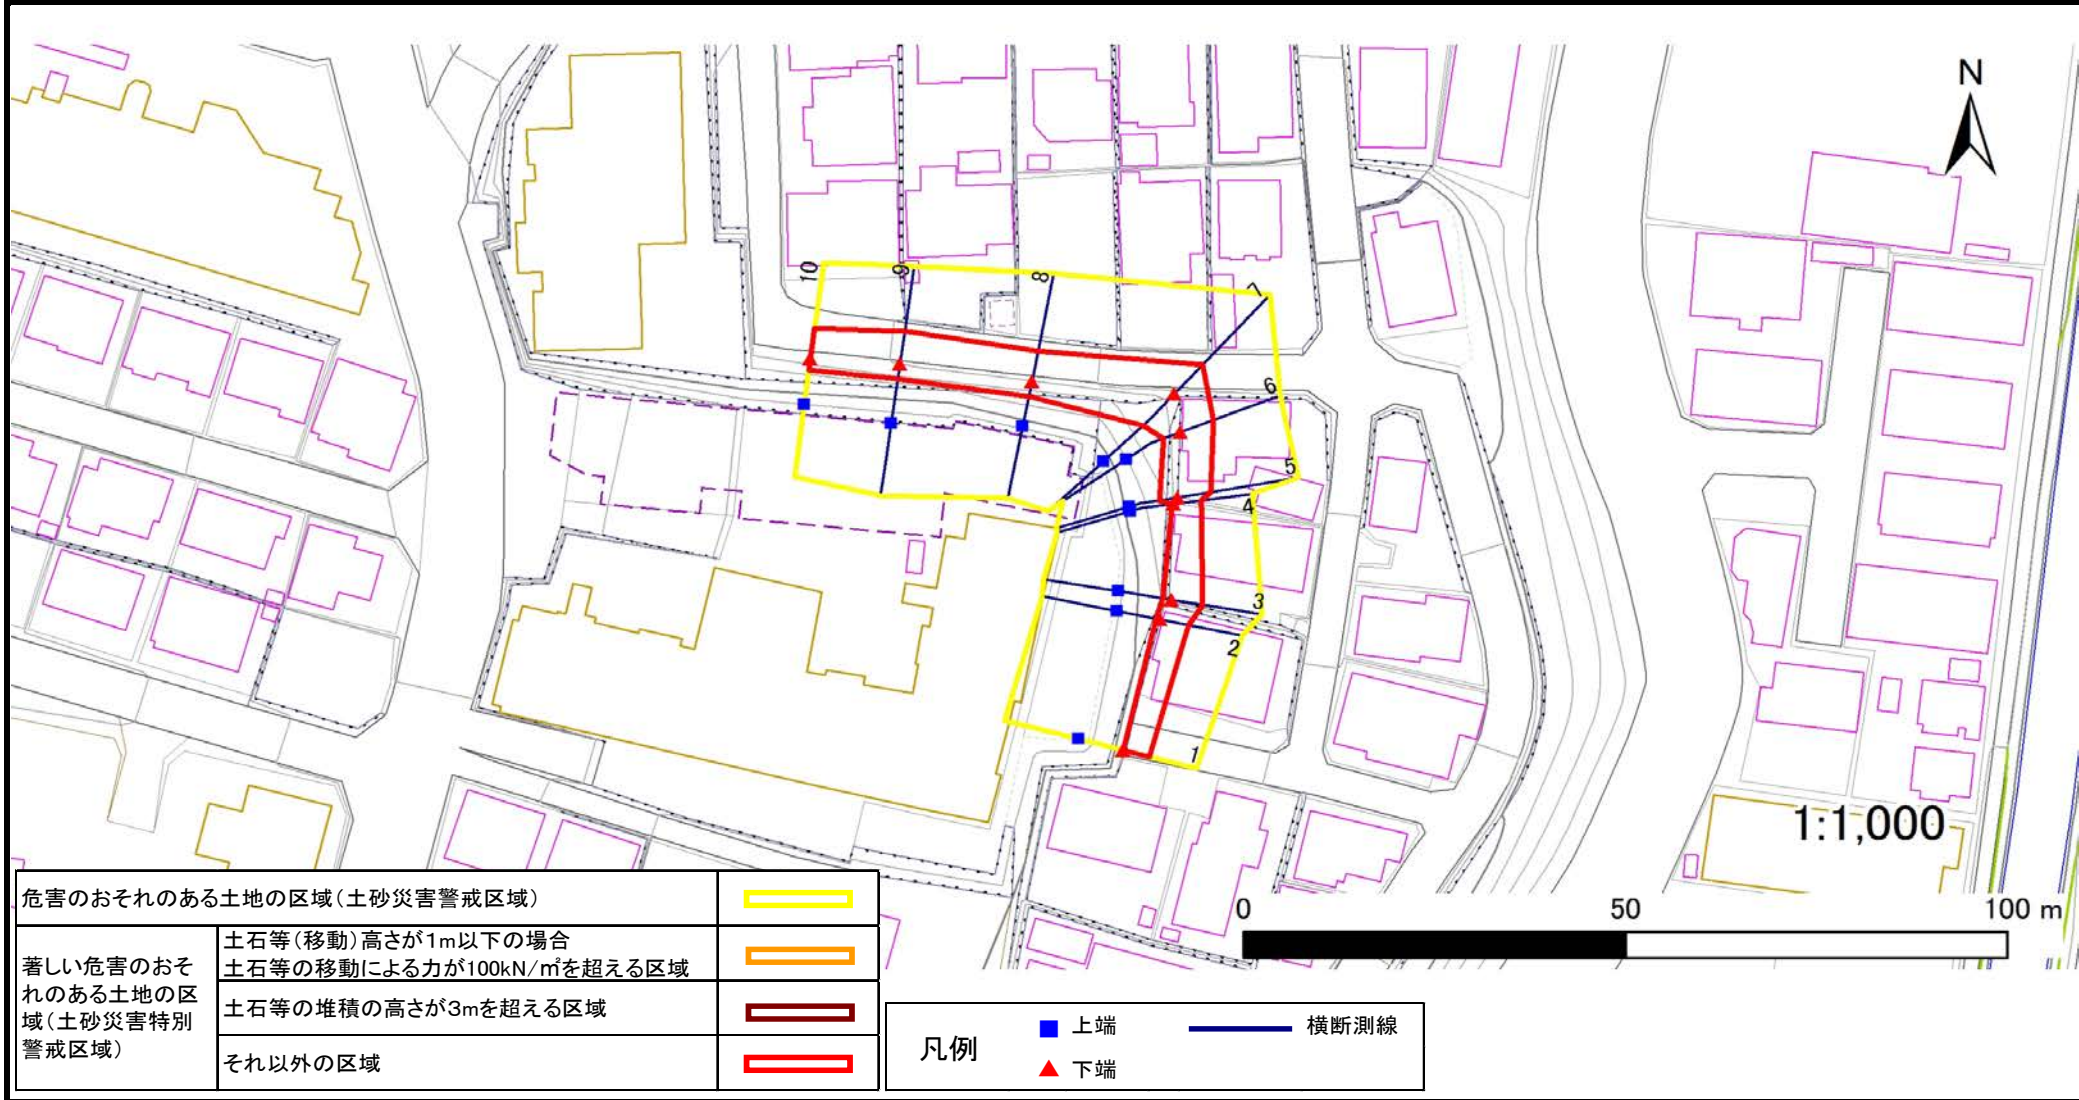 N
10
9
8
7
6
5
4
3
2
1
1:1,000
0 50 100 m
危害のおそれのある土地の区域(土砂災害警戒区域)
著しい危害のおそ
れのある土地の区
域(土砂災害特別
警戒区域)
土石等(移動)高さが1m以下の場合
土石等の移動による力が100kN/㎡を超える区域
土石等の堆積の高さが3mを超える区域
それ以外の区域
凡例
上端
横断測線
下端